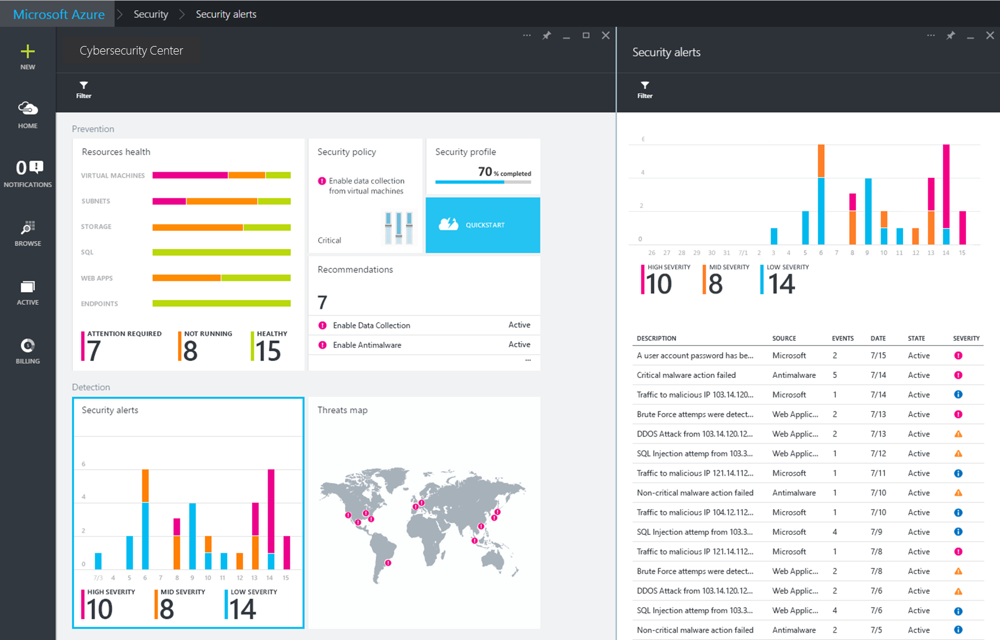 Microsoft Azure
Security
Security alerts
NEW
HOME
0
NOTIFICATIONS
BROWSE
ACTIVE
BILLING
Cybersecurity Center
Filter
Prevention
Resources health
VIRTUAL MACHINES
SUBNETS
STORAGE
SQL
WEB APPS
ENDPOINTS
ATTENTION REQUIRED NOT RUNNING HEALTHY
7 8 15
Security policy
Enable data collection
from virtual machines
Critical
Security profile
70 % completed
QUICKSTART
Recommendations
7
Enable Data Collection Active
Enable Antimalware Active
...
Detection
Security alerts
6
4
2
0
7/3 4 5 6 7 8 9 10 11 12 13 14 15
HIGH SEVERITY MID SEVERITY LOW SEVERITY
10 8 14
Threats map
Security alerts
Filter
6
4
2
0
26 27 28 29 30 31 7/1 2 3 4 5 6 7 8 9 10 11 12 13 14 15
HIGH SEVERITY MID SEVERITY LOW SEVERITY
10 8 14
DESCRIPTION SOURCE EVENTS DATE STATE SEVERITY
A user account password has be... Microsoft 2 7/15 Active
Critical malware action failed Antimalware 5 7/14 Active
Traffic to malicious IP 103.14.120... Microsoft 1 7/14 Active
Brute Force attemps were detect... Web Applic... 2 7/13 Active
DDOS Attack from 103.14.120.12... Web Applic... 2 7/13 Active
SQL Injection attemp from 103.3... Web Applic... 1 7/12 Active
Traffic to malicious IP 121.14.112... Microsoft 1 7/11 Active
Non-critical malware action failed Antimalware 1 7/10 Active
Traffic to malicious IP 104.12.112... Microsoft 1 7/10 Active
SQL Injection attemp from 103.3... Microsoft 4 7/9 Active
Traffic to malicious IP 121.14.112... Microsoft 1 7/8 Active
Brute Force attemps were detect... Web Applic... 2 7/8 Active
DDOS Attack from 103.14.120.12... Web Applic... 2 7/6 Active
SQL Injection attemp from 103.3... Web Applic... 4 7/6 Active
Non-critical malware action failed Antimalware 2 7/5 Active